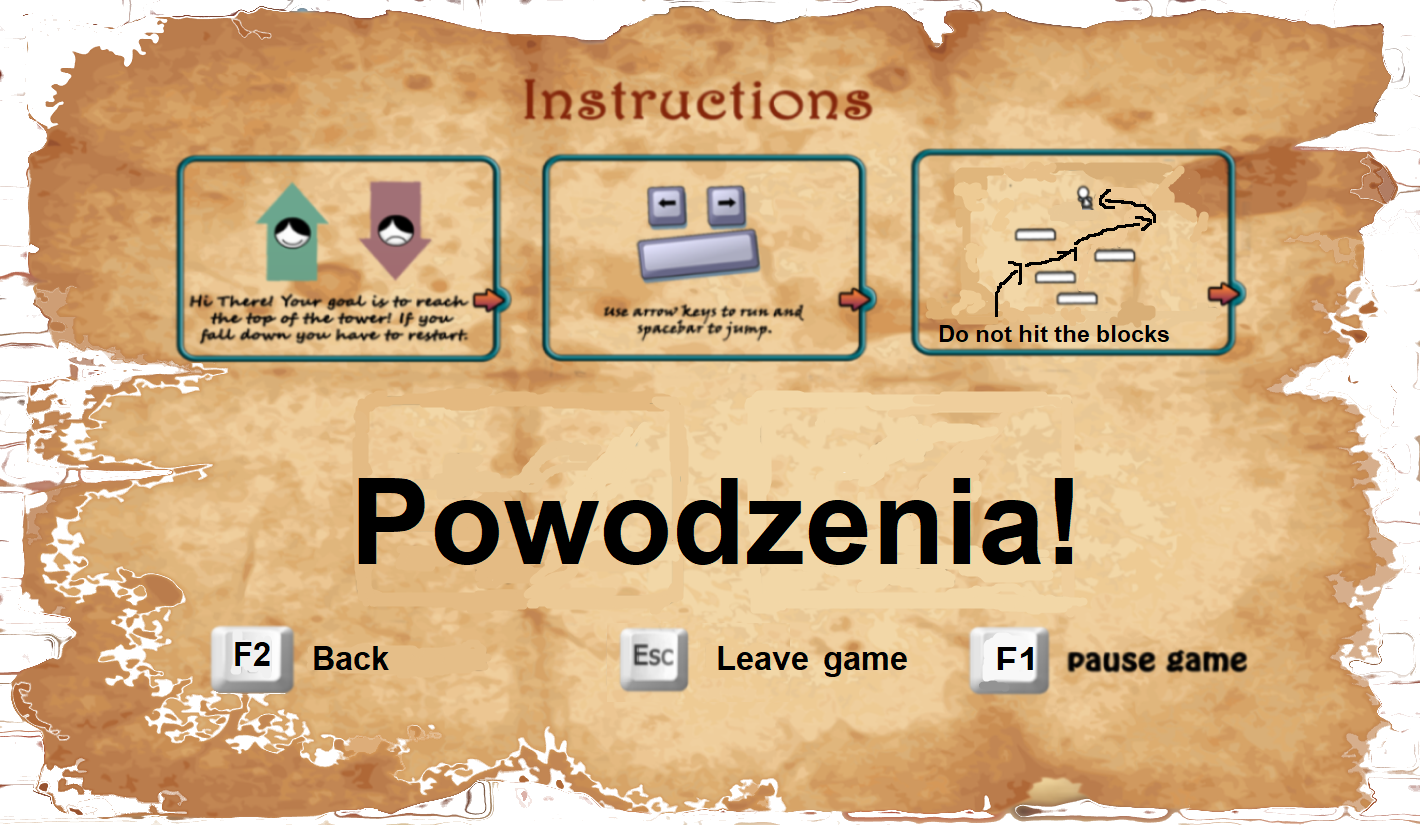 Instructions
Hi There! Your goal is to reach
the top of the tower! If you
fall down you have to restart.
use arrow keys to run and
spacebar to jump.
Do not hit the blocks
Powodzenia!
F2 Back
Esc Leave game
F1 pause game